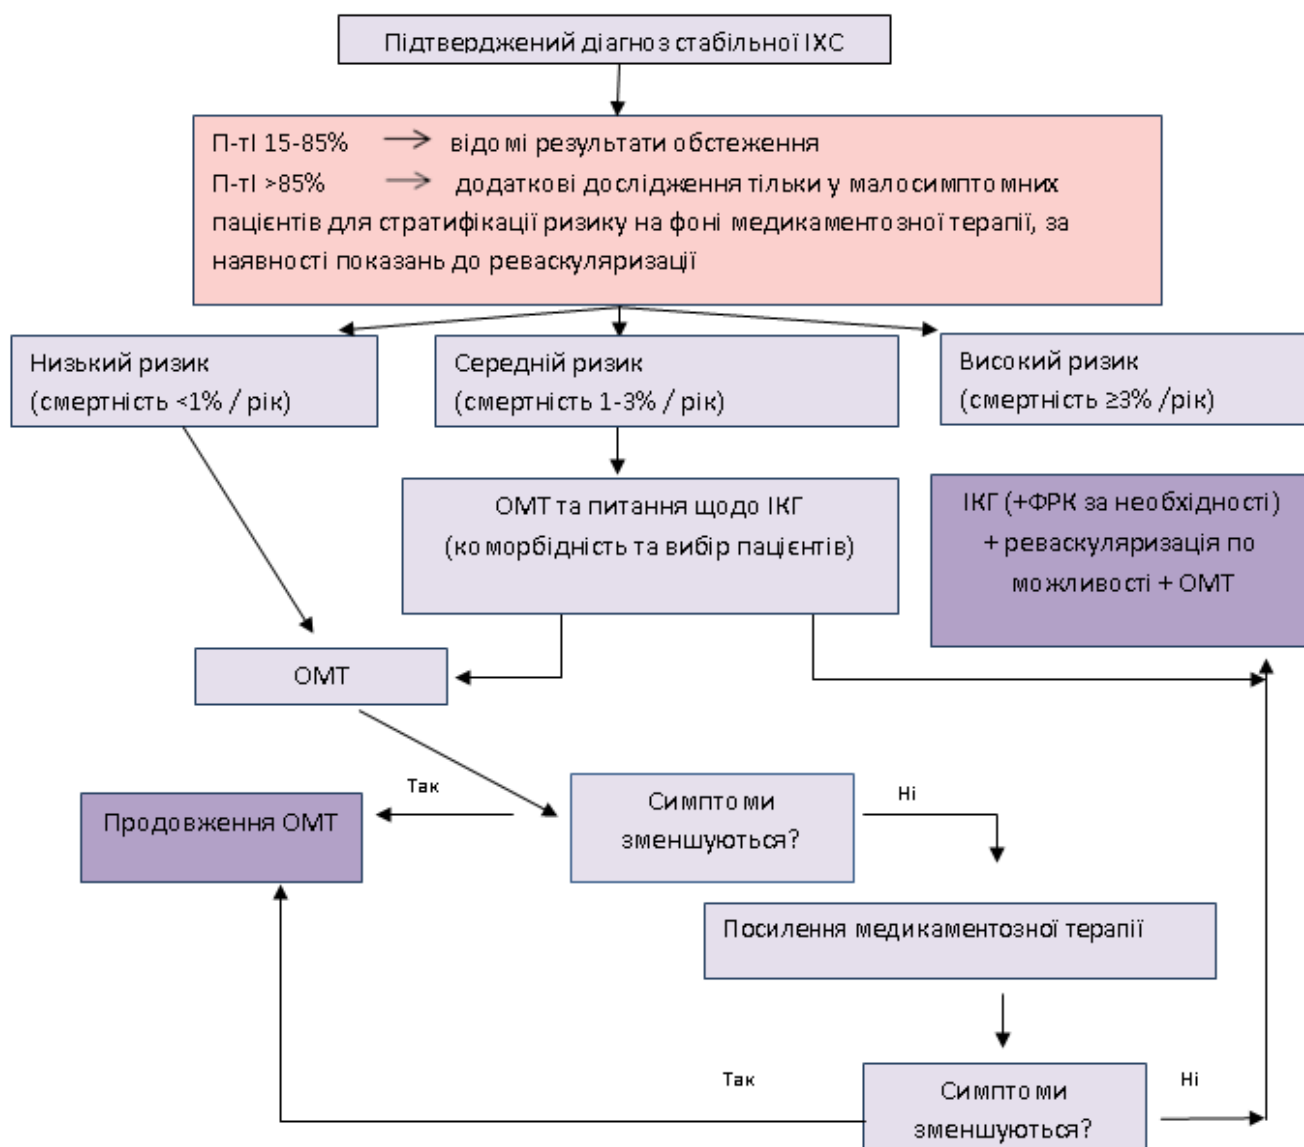 Підтверджений діагноз стабільної ІХС
П-тІ 15-85% → відомі результати обстеження
П-тІ >85% → додаткові дослідження тільки у малосимптомних
пацієнтів для стратифікації ризику на фоні медикаментозної терапії, за
наявності показань до реваскуляризації
Низький ризик
(смертність <1% / рік)
Середній ризик
(смертність 1-3% / рік)
Високий ризик
(смертність ≥3% /рік)
ОМТ та питання щодо ІКГ
(коморбідність та вибір пацієнтів)
ІКГ (+ФРК за необхідності)
+ реваскуляризація по
можливості + ОМТ
ОМТ
Так
Ні
Продовження ОМТ
Симптоми
зменшуються?
Посилення медикаментозної терапії
Так
Ні
Симптоми
зменшуються?